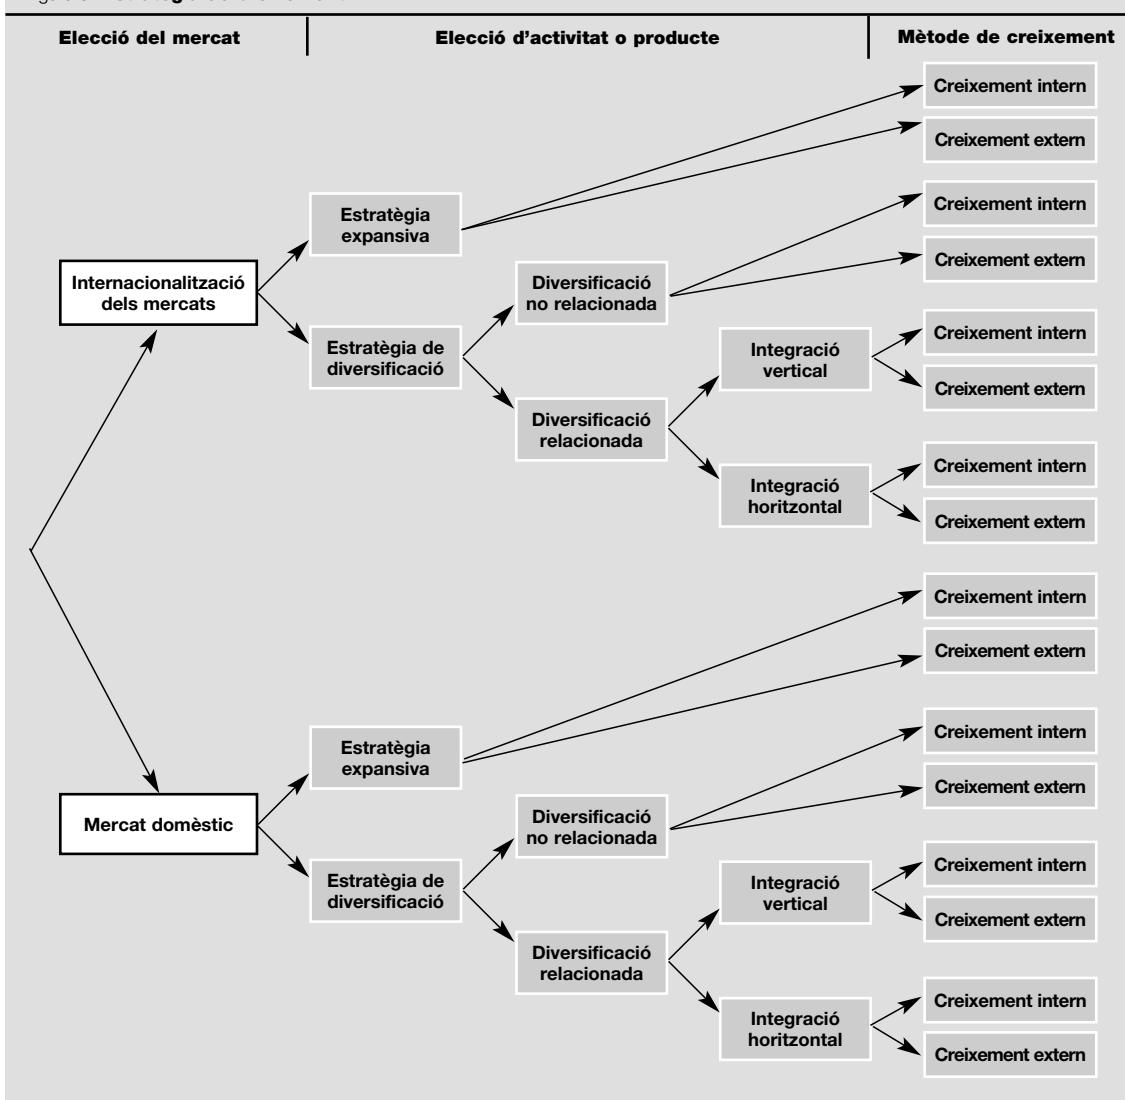 Elecció del mercat
Elecció d'activitat o producte
Mètode de creixement
Creixement intern
Creixement extern
Estratègia
expansiva
Creixement intern
Creixement extern
Internacionalització
dels mercats
Diversificació
no relacionada
Estratègia de
diversificació
Integració
vertical
Creixement intern
Creixement extern
Diversificació
relacionada
Integració
horitzontal
Creixement intern
Creixement extern
Creixement intern
Creixement extern
Estratègia
expansiva
Creixement intern
Creixement extern
Mercat domèstic
Diversificació
no relacionada
Estratègia de
diversificació
Integració
vertical
Creixement intern
Creixement extern
Diversificació
relacionada
Integració
horitzontal
Creixement intern
Creixement extern